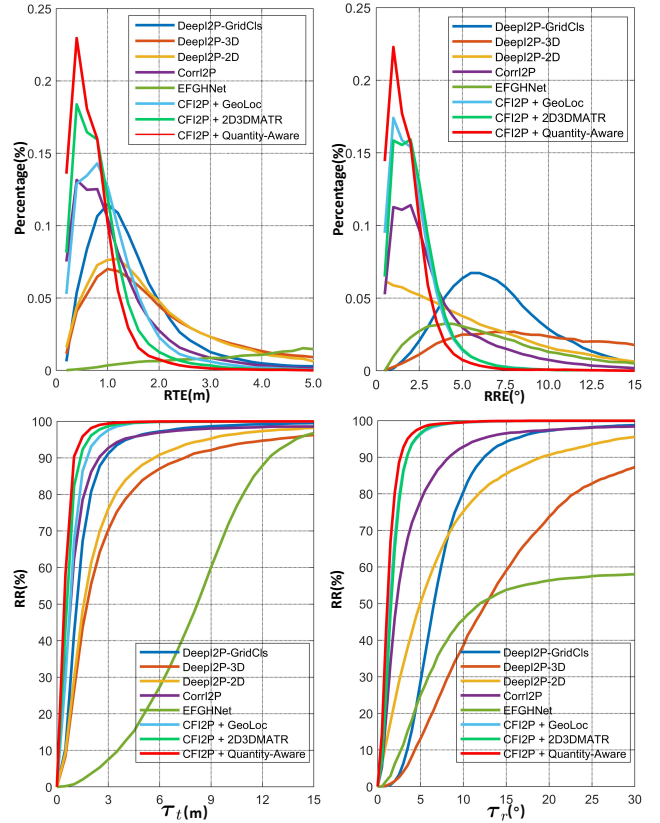 DeepI2P-GridCls
DeepI2P-3D
DeepI2P-2D
CorrI2P
EFGHNet
CFI2P + GeoLoc
CFI2P + 2D3DMATR
CFI2P + Quantity-Aware
0.25
0.2
0.15
0.1
0.05
0
Percentage(%)
0 1.0 2.0 3.0 4.0 5.0
RTE(m)
DeepI2P-GridCls
DeepI2P-3D
DeepI2P-2D
CorrI2P
EFGHNet
CFI2P + GeoLoc
CFI2P + 2D3DMATR
CFI2P + Quantity-Aware
0.25
0.2
0.15
0.1
0.05
0
Percentage(%)
0 2.5 5.0 7.5 10.0 12.5 15
RRE(°)
100
90
80
70
60
50
40
30
20
10
0
RR(%)
DeepI2P-GridCls
DeepI2P-3D
DeepI2P-2D
CorrI2P
EFGHNet
CFI2P + GeoLoc
CFI2P + 2D3DMATR
CFI2P + Quantity-Aware
0 3 6 9 12 15
τt(m)
100
90
80
70
60
50
40
30
20
10
0
RR(%)
DeepI2P-GridCls
DeepI2P-3D
DeepI2P-2D
CorrI2P
EFGHNet
CFI2P + GeoLoc
CFI2P + 2D3DMATR
CFI2P + Quantity-Aware
0 5 10 15 20 25 30
τr(°)